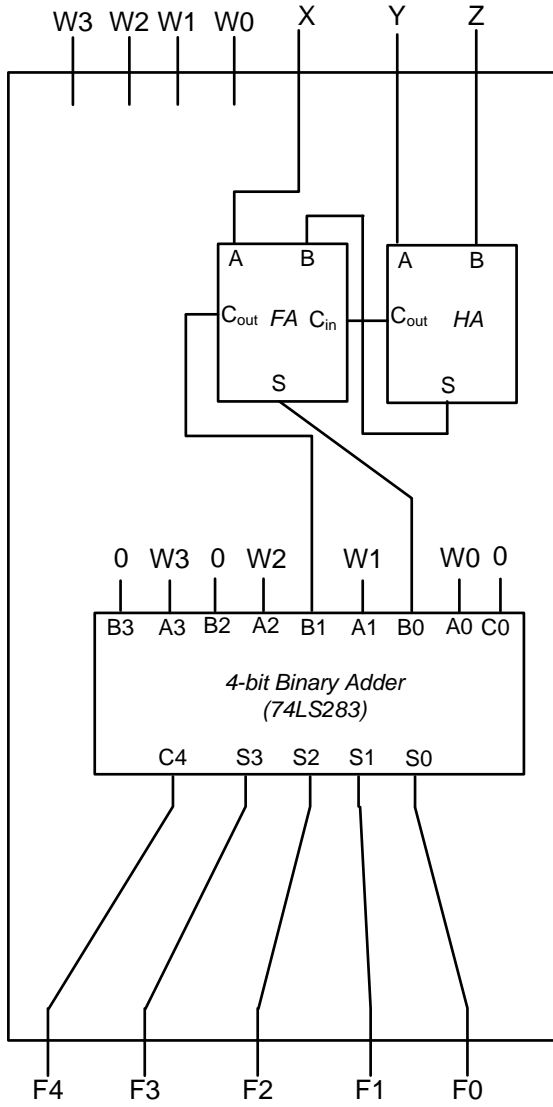 W3 W2 W1 W0 X Y Z
A B A B
Cout FA Cin Cout HA
S S
0 W3 0 W2 W1 W0 0
B3 A3 B2 A2 B1 A1 B0 A0 C0
4-bit Binary Adder
(74LS283)
C4 S3 S2 S1 S0
F4 F3 F2 F1 F0